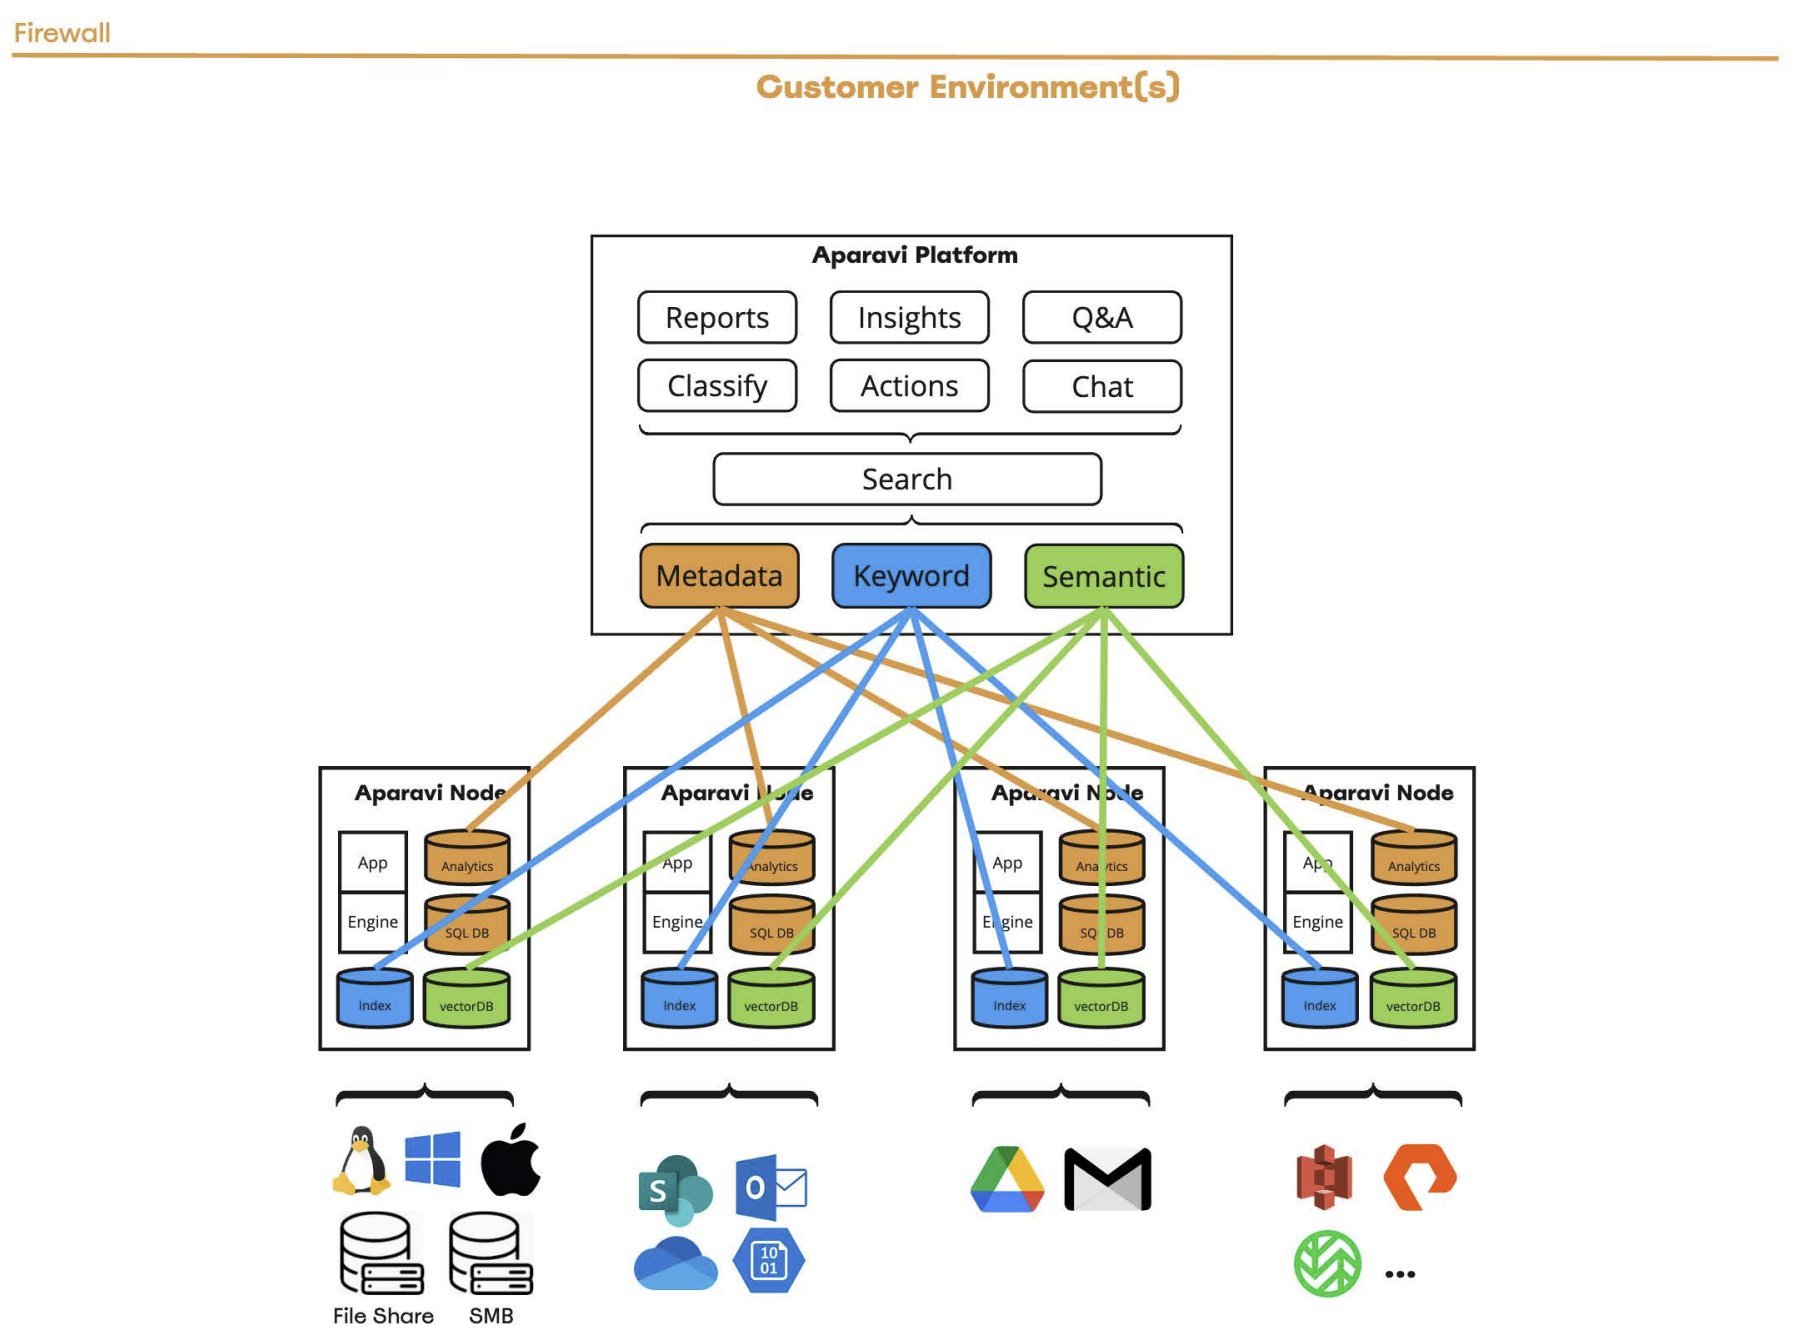 Firewall
Customer Environment(s)
Aparavi Platform
Reports Insights Q&A
Classify Actions Chat
Search
Metadata Keyword Semantic
Aparavi Node Aparavi Node Aparavi Node Aparavi Node
App Analytics App Analytics App Analytics App Analytics
Engine SQL DB Engine SQL DB Engine SQL DB Engine SQL DB
Index vectorDB Index vectorDB Index vectorDB Index vectorDB
S O
10
01
...
File Share SMB